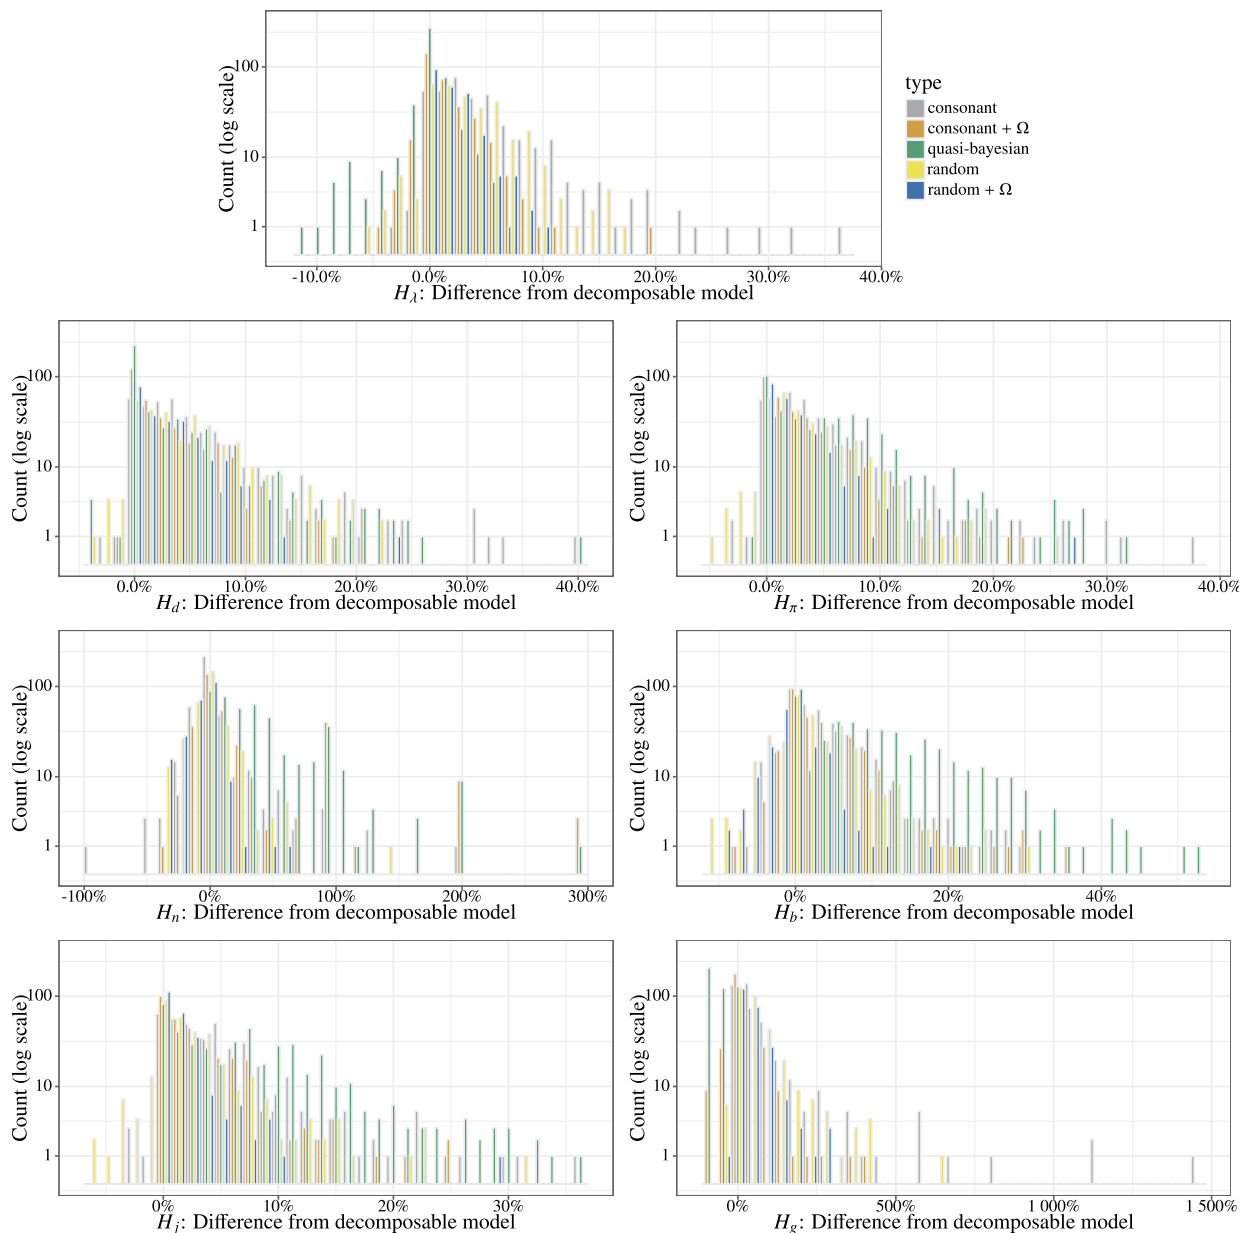 Count (log scale)
100
10
1
-10.0% 0.0% 10.0% 20.0% 30.0% 40.0%
H_λ: Difference from decomposable model
type
consonant
consonant + Ω
quasi-bayesian
random
random + Ω
Count (log scale)
100
10
1
0.0% 10.0% 20.0% 30.0% 40.0%
H_d: Difference from decomposable model
Count (log scale)
100
10
1
0.0% 10.0% 20.0% 30.0% 40.0%
H_π: Difference from decomposable model
Count (log scale)
100
10
1
-100% 0% 100% 200% 300%
H_n: Difference from decomposable model
Count (log scale)
100
10
1
0% 20% 40%
H_b: Difference from decomposable model
Count (log scale)
100
10
1
0% 10% 20% 30%
H_j: Difference from decomposable model
Count (log scale)
100
10
1
0% 500% 1 000% 1 500%
H_g: Difference from decomposable model